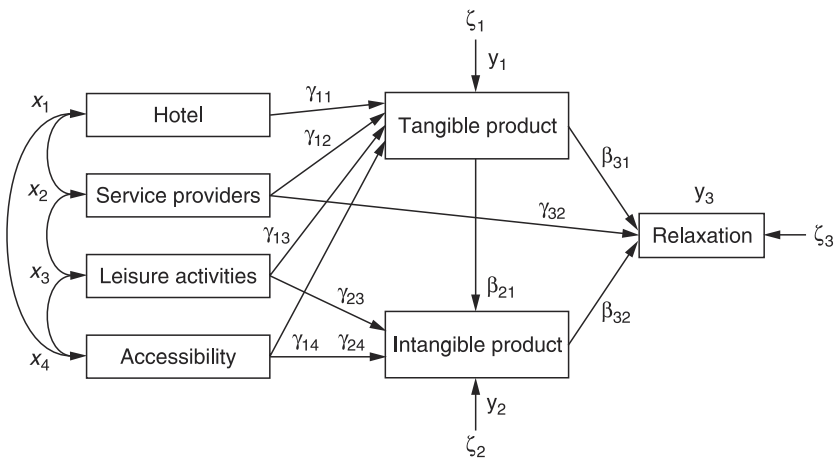 ζ1
y1
x1
Hotel
γ11
Tangible product
γ12
β31
x2
Service providers
y3
γ32
γ13
Relaxation
ζ3
x3
Leisure activities
β21
γ23
β32
x4
Accessibility
γ14
γ24
Intangible product
y2
ζ2